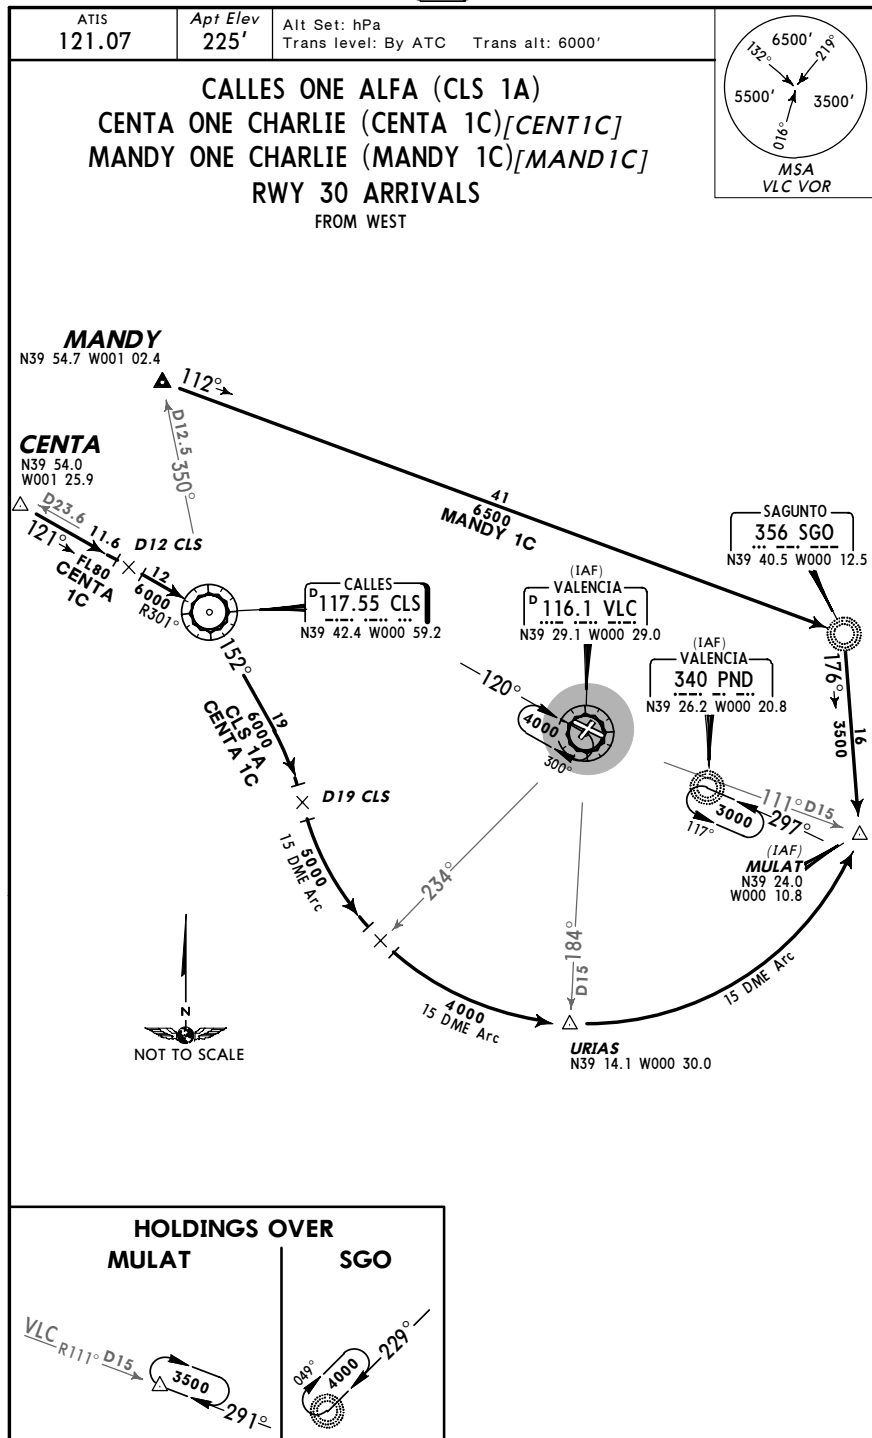 ATIS
121.07
Apt Elev
225'
Alt Set: hPa
Trans level: By ATC Trans alt: 6000'
132°
6500'
219°
5500'
3500'
016°
MSA
VLC VOR
CALLES ONE ALFA (CLS 1A)
CENTA ONE CHARLIE (CENTA 1C)[CENT1C]
MANDY ONE CHARLIE (MANDY 1C)[MAND1C]
RWY 30 ARRIVALS
FROM WEST
MANDY
N39 54.7 W001 02.4
112°
D12.5
350°
CENTA
N39 54.0
W001 25.9
D23.6
121°
11.6
FL80
CENTA
1C
D12 CLS
12
6000
R301°
41
6500
MANDY 1C
SAGUNTO
356 SGO
N39 40.5 W000 12.5
CALLES
D 117.55 CLS
N39 42.4 W000 59.2
(IAF)
VALENCIA
D 116.1 VLC
N39 29.1 W000 29.0
(IAF)
VALENCIA
340 PND
N39 26.2 W000 20.8
152°
19
6000
CLS 1A
CENTA 1C
120°
4000
300°
176°
16
3500
111°
D15
3000
117°
297°
(IAF)
MULAT
N39 24.0
W000 10.8
D19 CLS
5000
15 DME Arc
234°
184°
D15
4000
15 DME Arc
15 DME Arc
URIAS
N39 14.1 W000 30.0
N
NOT TO SCALE
HOLDINGS OVER
MULAT
SGO
VLC
R111°
D15
3500
291°
049°
4000
229°